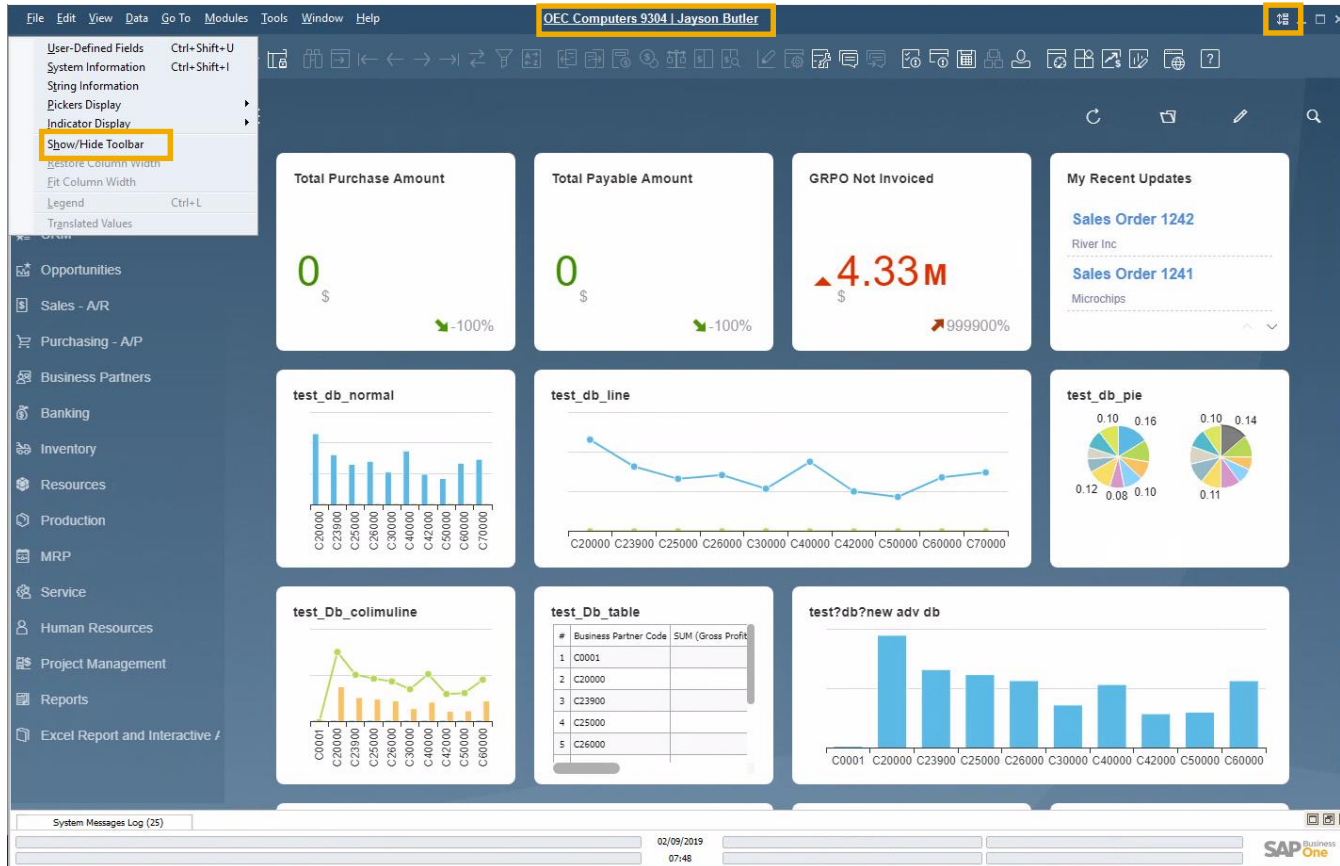 File Edit View Data Go To Modules Tools Window Help
OEC Computers 9304 | Jayson Butler
User-Defined Fields Ctrl+Shift+U
System Information Ctrl+Shift+I
String Information
Pickers Display
Indicator Display
Show/Hide Toolbar
Restore Column Width
Fit Column Width
Legend Ctrl+L
Translated Values
CRM
Opportunities
Sales - A/R
Purchasing - A/P
Business Partners
Banking
Inventory
Resources
Production
MRP
Service
Human Resources
Project Management
Reports
Excel Report and Interactive
Total Purchase Amount
0
$
-100%
Total Payable Amount
0
$
-100%
GRPO Not Invoiced
4.33 M
$
999900%
My Recent Updates
Sales Order 1242
River Inc
Sales Order 1241
Microchips
test_db_normal
C20000 C23900 C25000 C26000 C30000 C40000 C42000 C50000 C60000 C70000
test_db_line
C20000 C23900 C25000 C26000 C30000 C40000 C42000 C50000 C60000 C70000
test_db_pie
0.10 0.16 0.10 0.14
0.12 0.08 0.10 0.11
test_Db_colimuline
C0001 C20000 C23900 C25000 C26000 C30000 C40000 C42000 C50000 C60000
test_Db_table
# Business Partner Code SUM (Gross Profit
1 C0001
2 C20000
3 C23900
4 C25000
5 C26000
test?db?new adv db
C0001 C20000 C23900 C25000 C26000 C30000 C40000 C42000 C50000 C60000
System Messages Log (25)
02/09/2019
07:48
SAP Business One